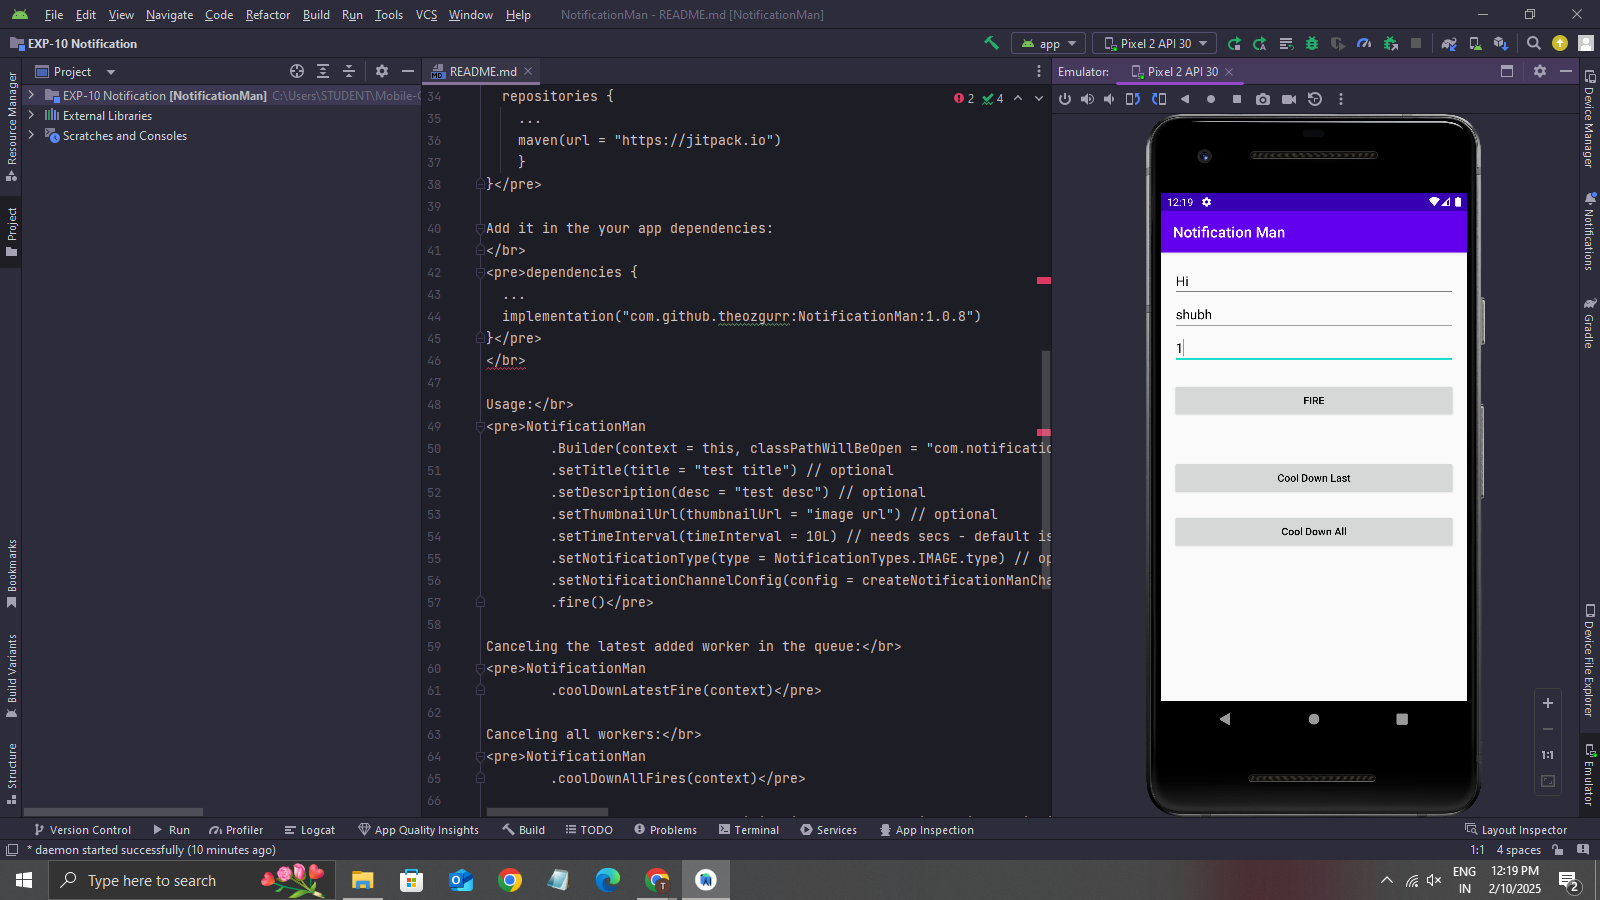 File Edit View Navigate Code Refactor Build Run Tools VCS Window Help NotificationMan - README.md [NotificationMan]
EXP-10 Notification
app
Pixel 2 API 30
Resource Manager
Project
Bookmarks
Build Variants
Structure
Project
EXP-10 Notification [NotificationMan] C:\Users\STUDENT\Mobile-
External Libraries
Scratches and Consoles
README.md
2 4
34 repositories {
35 ...
36 maven(url = "https://jitpack.io")
37 }
38 }</pre>
39
40 Add it in the your app dependencies:
41 </br>
42 <pre>dependencies {
43 ...
44 implementation("com.github.theozgurr:NotificationMan:1.0.8")
45 }</pre>
46 </br>
47
48 Usage:</br>
49 <pre>NotificationMan
50 .Builder(context = this, classPathWillBeOpen = "com.notificatio
51 .setTitle(title = "test title") // optional
52 .setDescription(desc = "test desc") // optional
53 .setThumbnailUrl(thumbnailUrl = "image url") // optional
54 .setTimeInterval(timeInterval = 10L) // needs secs - default is
55 .setNotificationType(type = NotificationTypes.IMAGE.type) // op
56 .setNotificationChannelConfig(config = createNotificationManCha
57 .fire()</pre>
58
59 Canceling the latest added worker in the queue:</br>
60 <pre>NotificationMan
61 .coolDownLatestFire(context)</pre>
62
63 Canceling all workers:</br>
64 <pre>NotificationMan
65 .coolDownAllFires(context)</pre>
66
Emulator: Pixel 2 API 30
12:19
Notification Man
Hi
shubh
1
FIRE
Cool Down Last
Cool Down All
1:1
Device Manager
Notifications
Gradle
Device File Explorer
Emulator
Version Control Run Profiler Logcat App Quality Insights Build TODO Problems Terminal Services App Inspection Layout Inspector
* daemon started successfully (10 minutes ago) 1:1 4 spaces
Type here to search
T
ENG
IN
12:19 PM
2/10/2025
2